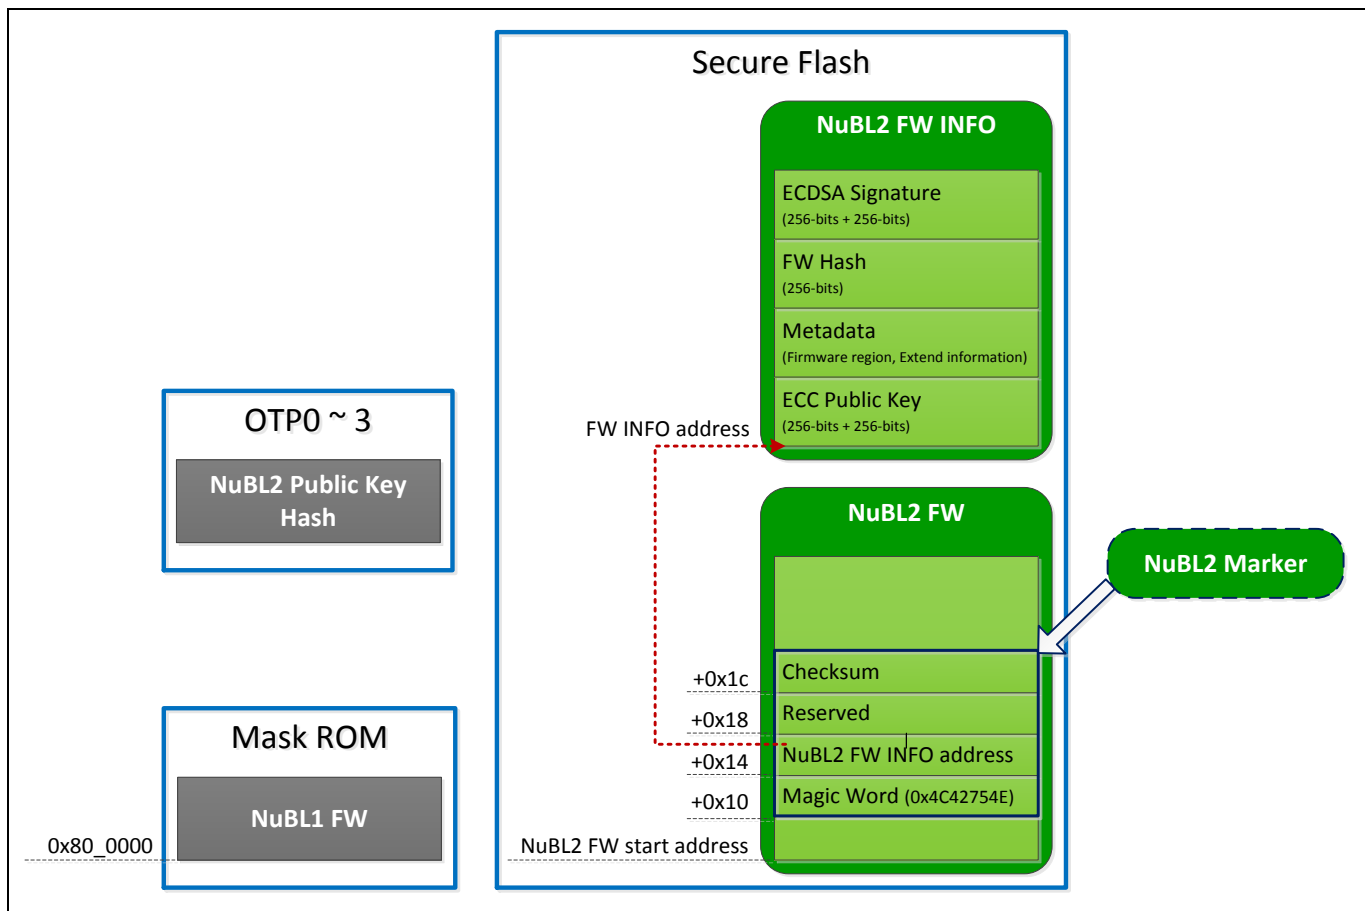 Secure Flash
NuBL2 FW INFO
ECDSA Signature
(256-bits + 256-bits)
FW Hash
(256-bits)
Metadata
(Firmware region, Extend information)
ECC Public Key
(256-bits + 256-bits)
FW INFO address
OTP0 ~ 3
NuBL2 Public Key
Hash
NuBL2 FW
NuBL2 Marker
Checksum
+0x1c
Reserved
+0x18
NuBL2 FW INFO address
+0x14
Magic Word (0x4C42754E)
+0x10
NuBL2 FW start address
Mask ROM
NuBL1 FW
0x80_0000